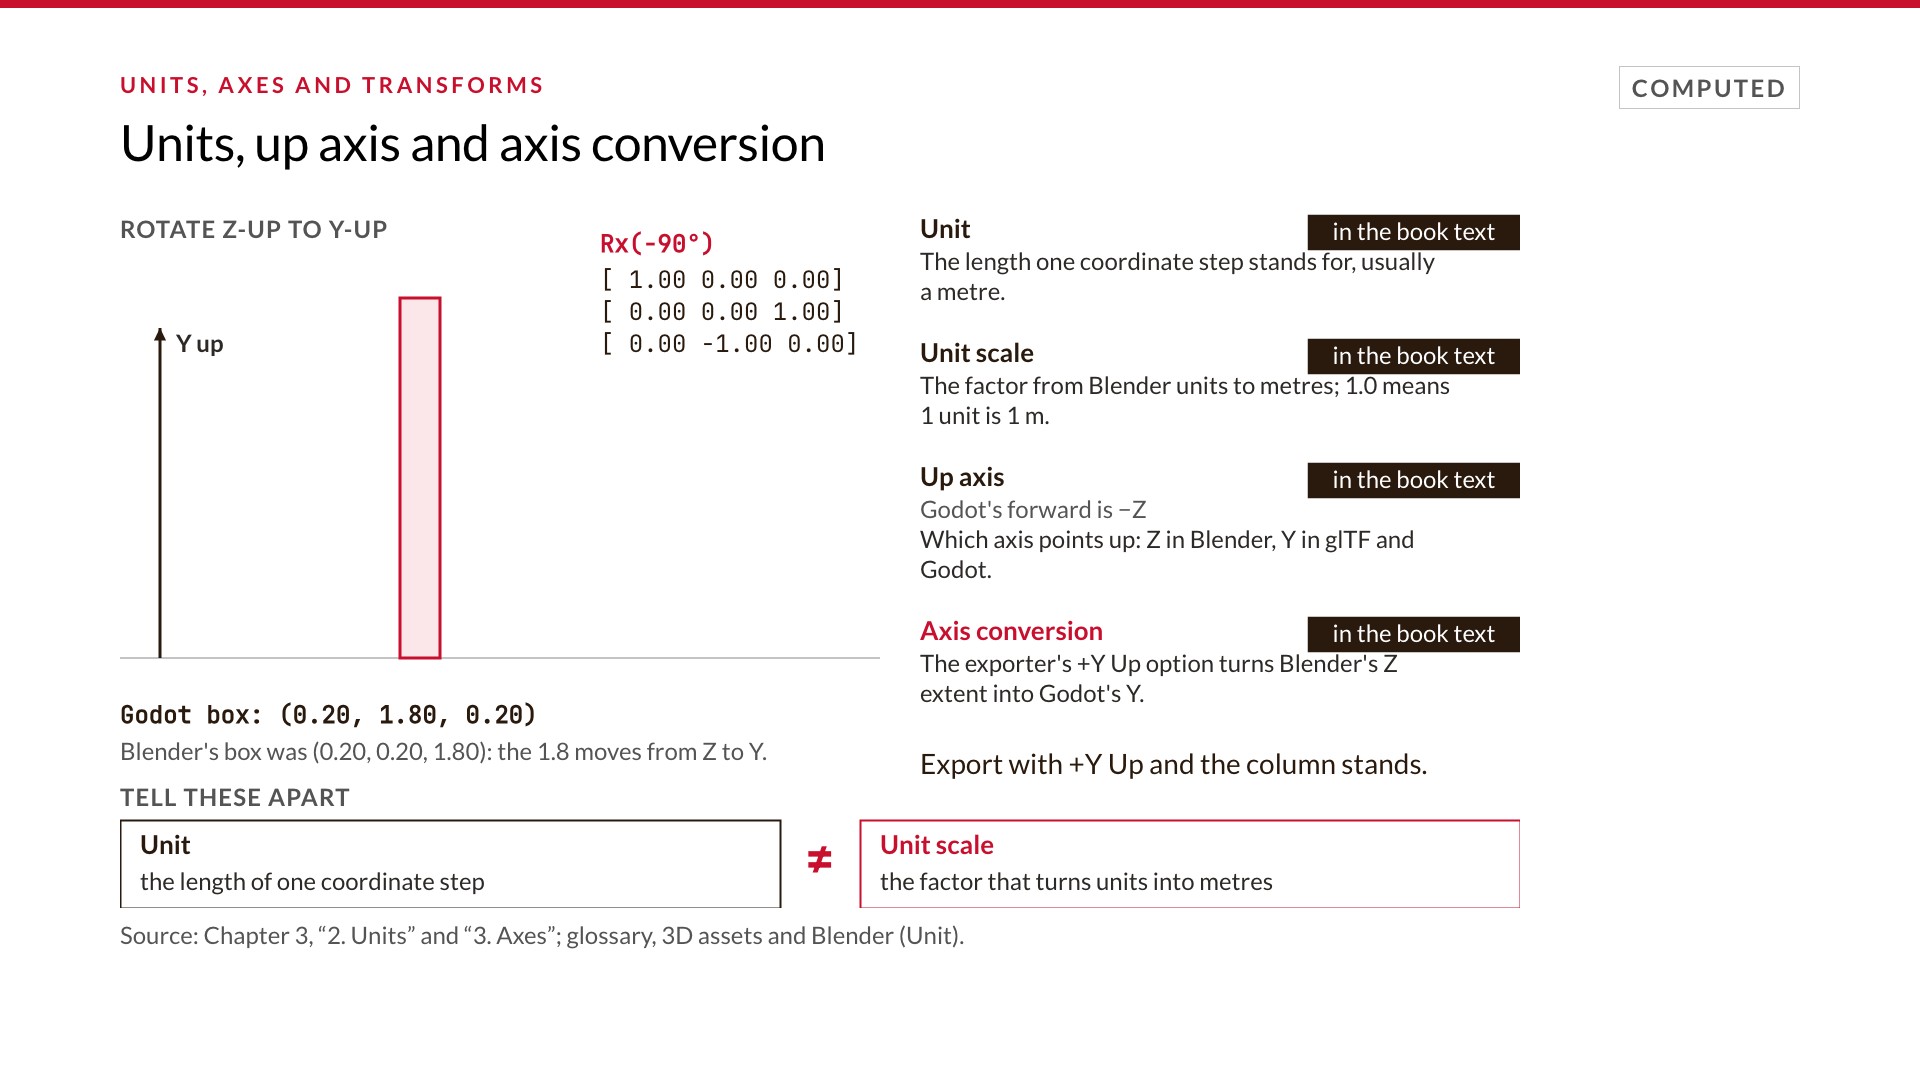 UNITS, AXES AND TRANSFORMS
COMPUTED
Units, up axis and axis conversion
ROTATE Z-UP TO Y-UP
Rx(-90°)
[ 1.00 0.00 0.00]
[ 0.00 0.00 1.00]
[ 0.00 -1.00 0.00]
Y up
Godot box: (0.20, 1.80, 0.20)
Blender's box was (0.20, 0.20, 1.80): the 1.8 moves from Z to Y.
Unit
in the book text
The length one coordinate step stands for, usually
a metre.
Unit scale
in the book text
The factor from Blender units to metres; 1.0 means
1 unit is 1 m.
Up axis
in the book text
Godot's forward is −Z
Which axis points up: Z in Blender, Y in glTF and
Godot.
Axis conversion
in the book text
The exporter's +Y Up option turns Blender's Z
extent into Godot's Y.
Export with +Y Up and the column stands.
TELL THESE APART
Unit
the length of one coordinate step
≠
Unit scale
the factor that turns units into metres
Source: Chapter 3, “2. Units” and “3. Axes”; glossary, 3D assets and Blender (Unit).